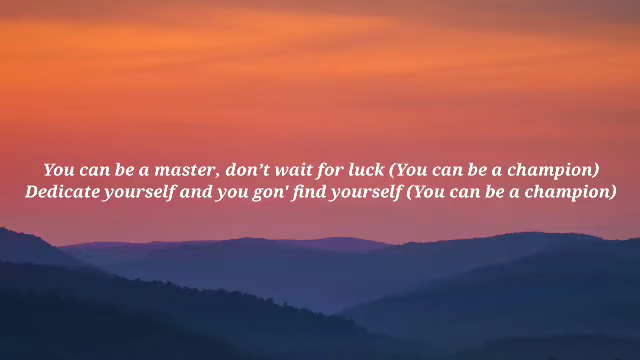 You can be a master, don’t wait for luck (You can be a champion)
Dedicate yourself and you gon' find yourself (You can be a champion)